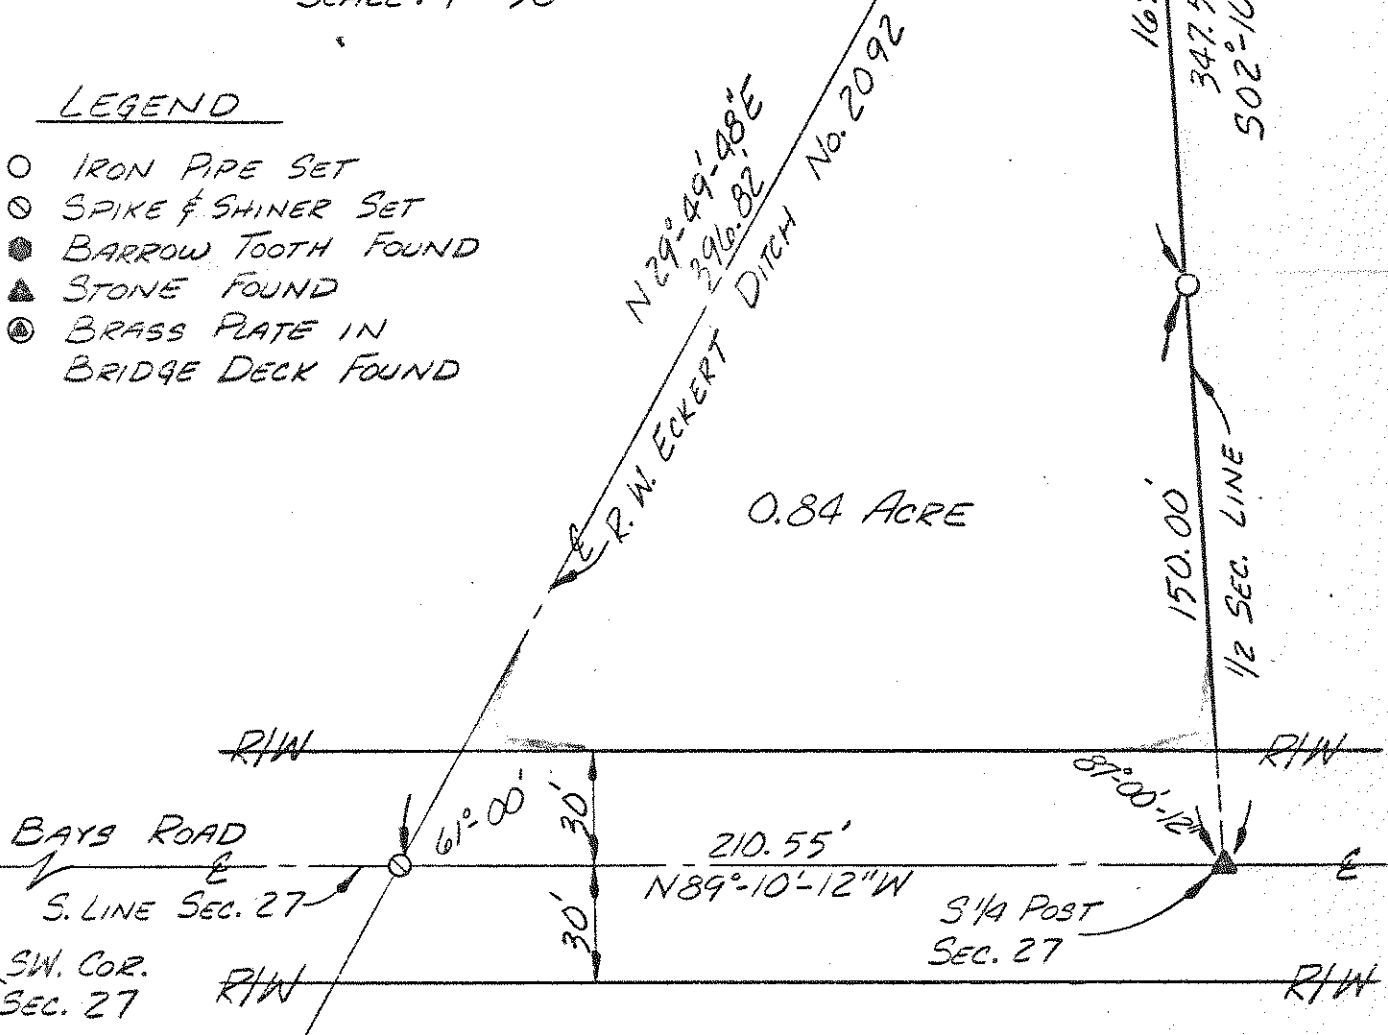 LEGEND
IRON PIPE SET
SPIKE & SHINER SET
BARROW TOOTH FOUND
STONE FOUND
BRASS PLATE IN
BRIDGE DECK FOUND
N29°-49'-48"E
396.82'
℄ R. W. ECKERT DITCH No. 2092
347.5
S02°-10
0.84 ACRE
150.00'
1/2 SEC. LINE
R/W
R/W
61°-00'
30'
87°-00'-12"
BAYS ROAD
℄
210.55'
℄
S. LINE SEC. 27
N89°-10'-12"W
30'
S1/4 POST
SEC. 27
SW. COR.
SEC. 27
R/W
R/W